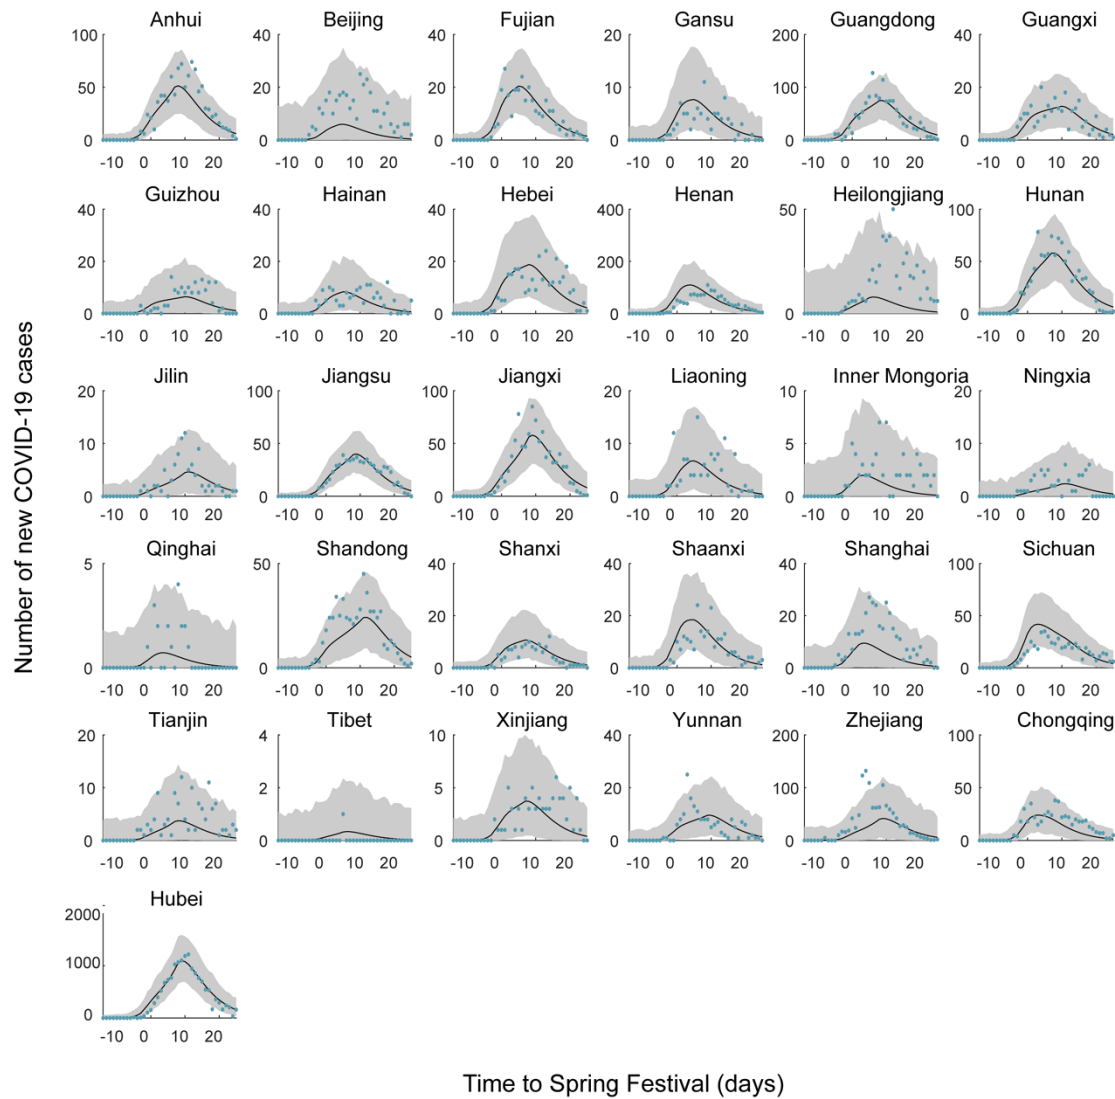 Anhui Beijing Fujian Gansu Guangdong Guangxi
100 40 40 20 200 40
50 20 20 10 100 20
0 0 0 0 0 0
-10 0 10 20 -10 0 10 20 -10 0 10 20 -10 0 10 20 -10 0 10 20 -10 0 10 20
Guizhou Hainan Hebei Henan Heilongjiang Hunan
40 40 40 400 50 100
20 20 20 200 50
0 0 0 0 0 0
-10 0 10 20 -10 0 10 20 -10 0 10 20 -10 0 10 20 -10 0 10 20 -10 0 10 20
Jilin Jiangsu Jiangxi Liaoning Inner Mongoria Ningxia
20 100 100 20 10 20
10 50 50 10 5 10
0 0 0 0 0 0
-10 0 10 20 -10 0 10 20 -10 0 10 20 -10 0 10 20 -10 0 10 20 -10 0 10 20
Qinghai Shandong Shanxi Shaanxi Shanghai Sichuan
5 50 40 40 40 100
20 20 20 50
0 0 0 0 0 0
-10 0 10 20 -10 0 10 20 -10 0 10 20 -10 0 10 20 -10 0 10 20 -10 0 10 20
Tianjin Tibet Xinjiang Yunnan Zhejiang Chongqing
20 4 10 40 200 100
10 2 5 20 100 50
0 0 0 0 0 0
-10 0 10 20 -10 0 10 20 -10 0 10 20 -10 0 10 20 -10 0 10 20 -10 0 10 20
Hubei
2000
1000
0
-10 0 10 20
Number of new COVID-19 cases
Time to Spring Festival (days)